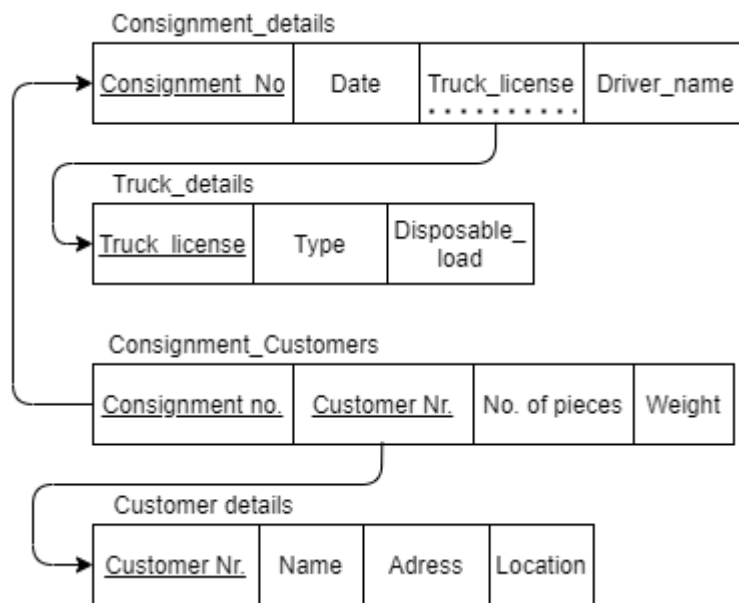 Consignment_details
Consignment_No Date Truck_license Driver_name
Truck_details
Truck_license Type Disposable_
load
Consignment_Customers
Consignment no. Customer Nr. No. of pieces Weight
Customer details
Customer Nr. Name Adress Location